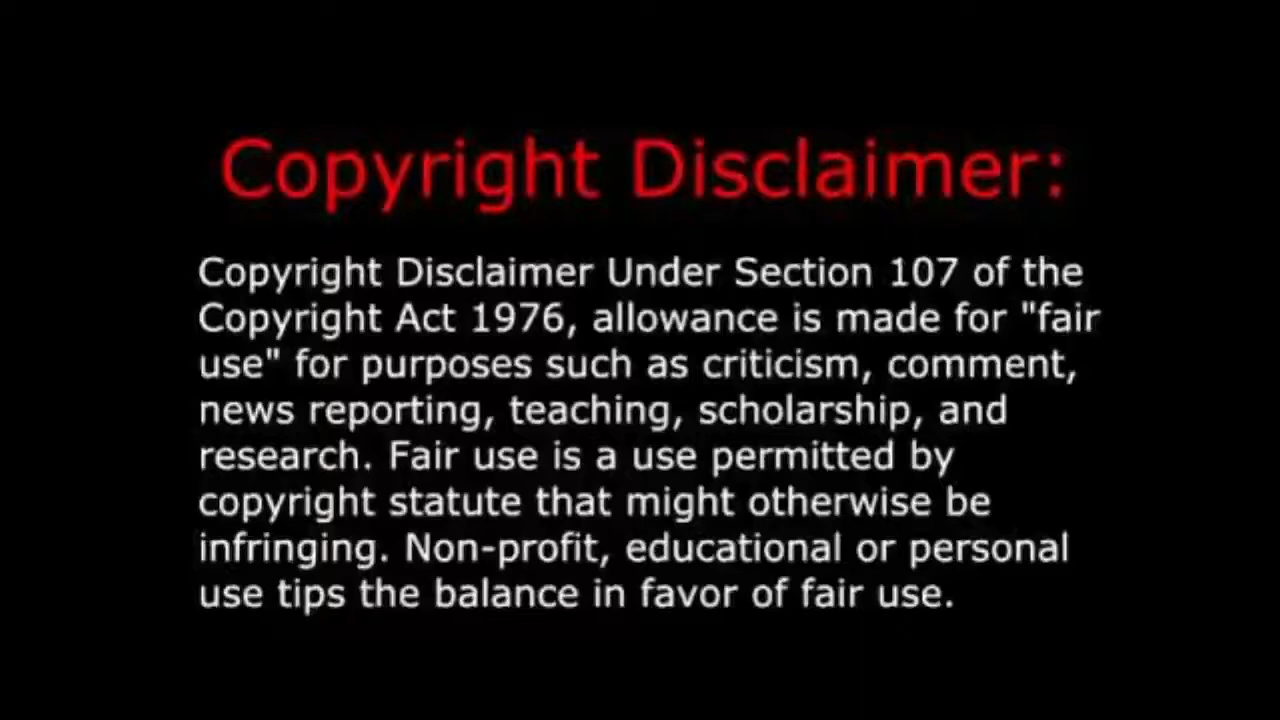 Copyright Disclaimer:
Copyright Disclaimer Under Section 107 of the
Copyright Act 1976, allowance is made for "fair
use" for purposes such as criticism, comment,
news reporting, teaching, scholarship, and
research. Fair use is a use permitted by
copyright statute that might otherwise be
infringing. Non-profit, educational or personal
use tips the balance in favor of fair use.